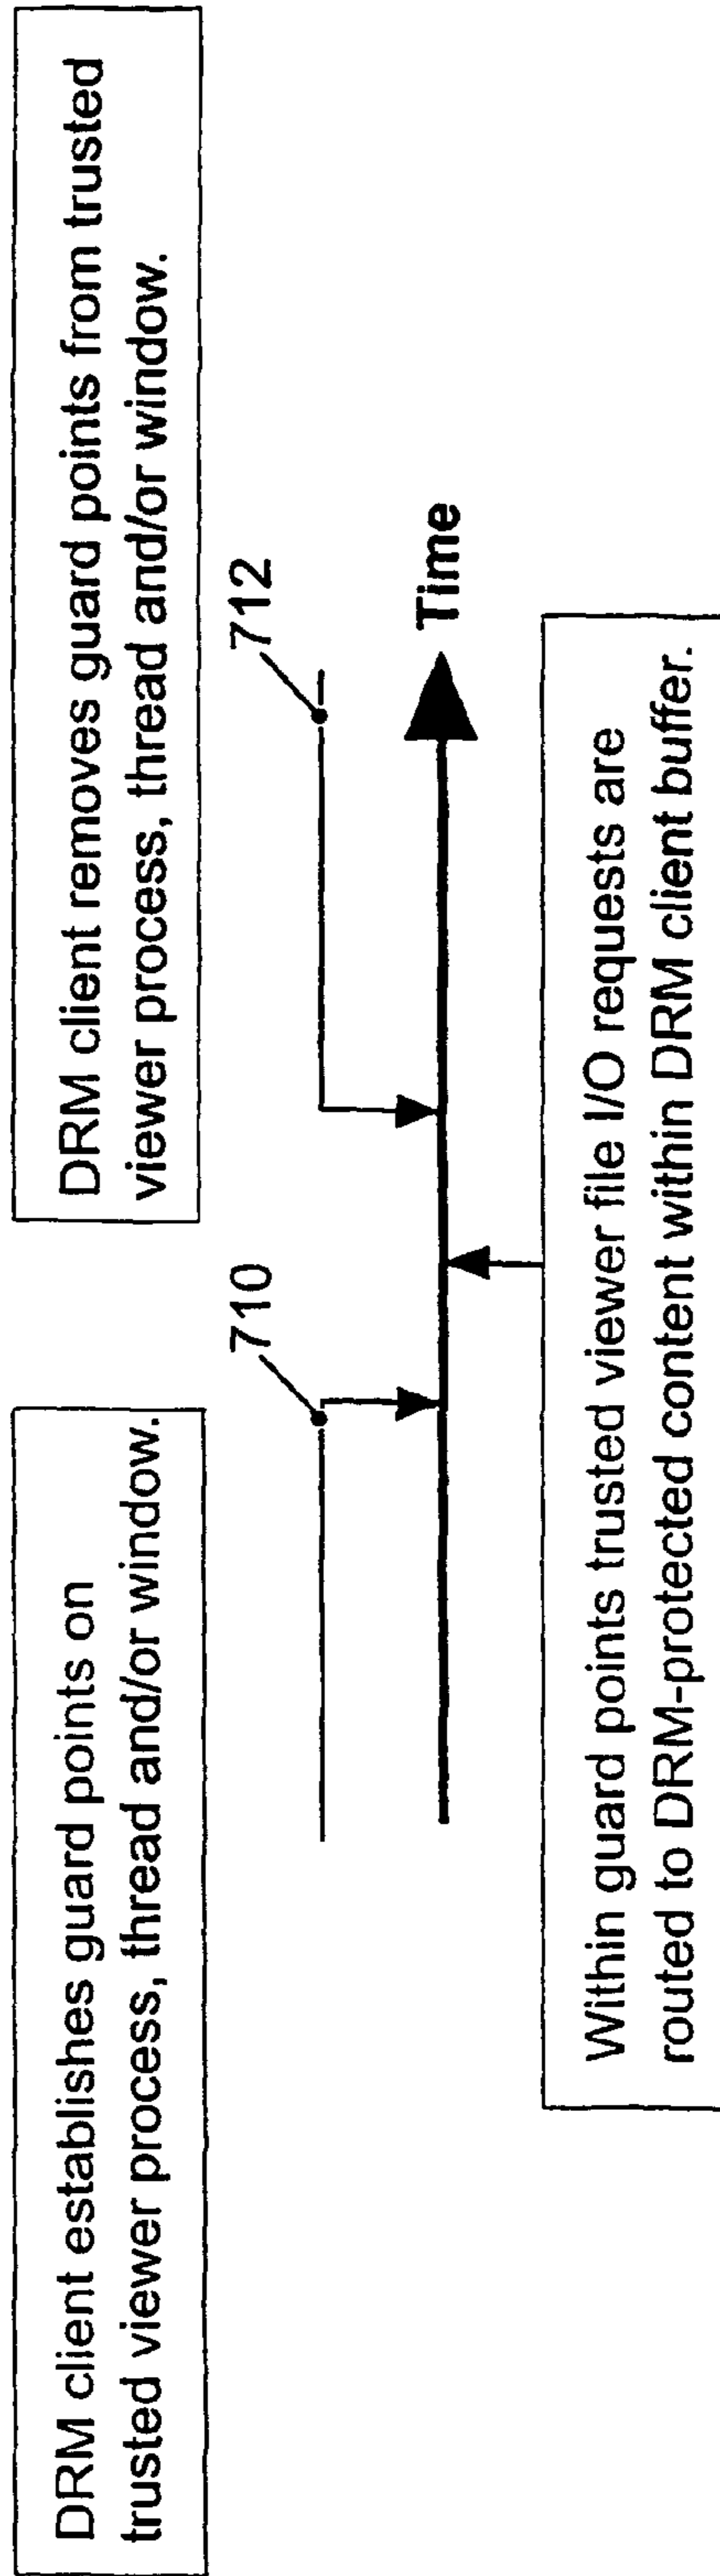 DRM client establishes guard points on
trusted viewer process, thread and/or window.
DRM client removes guard points from trusted
viewer process, thread and/or window.
710
712
Time
Within guard points trusted viewer file I/O requests are
routed to DRM-protected content within DRM client buffer.